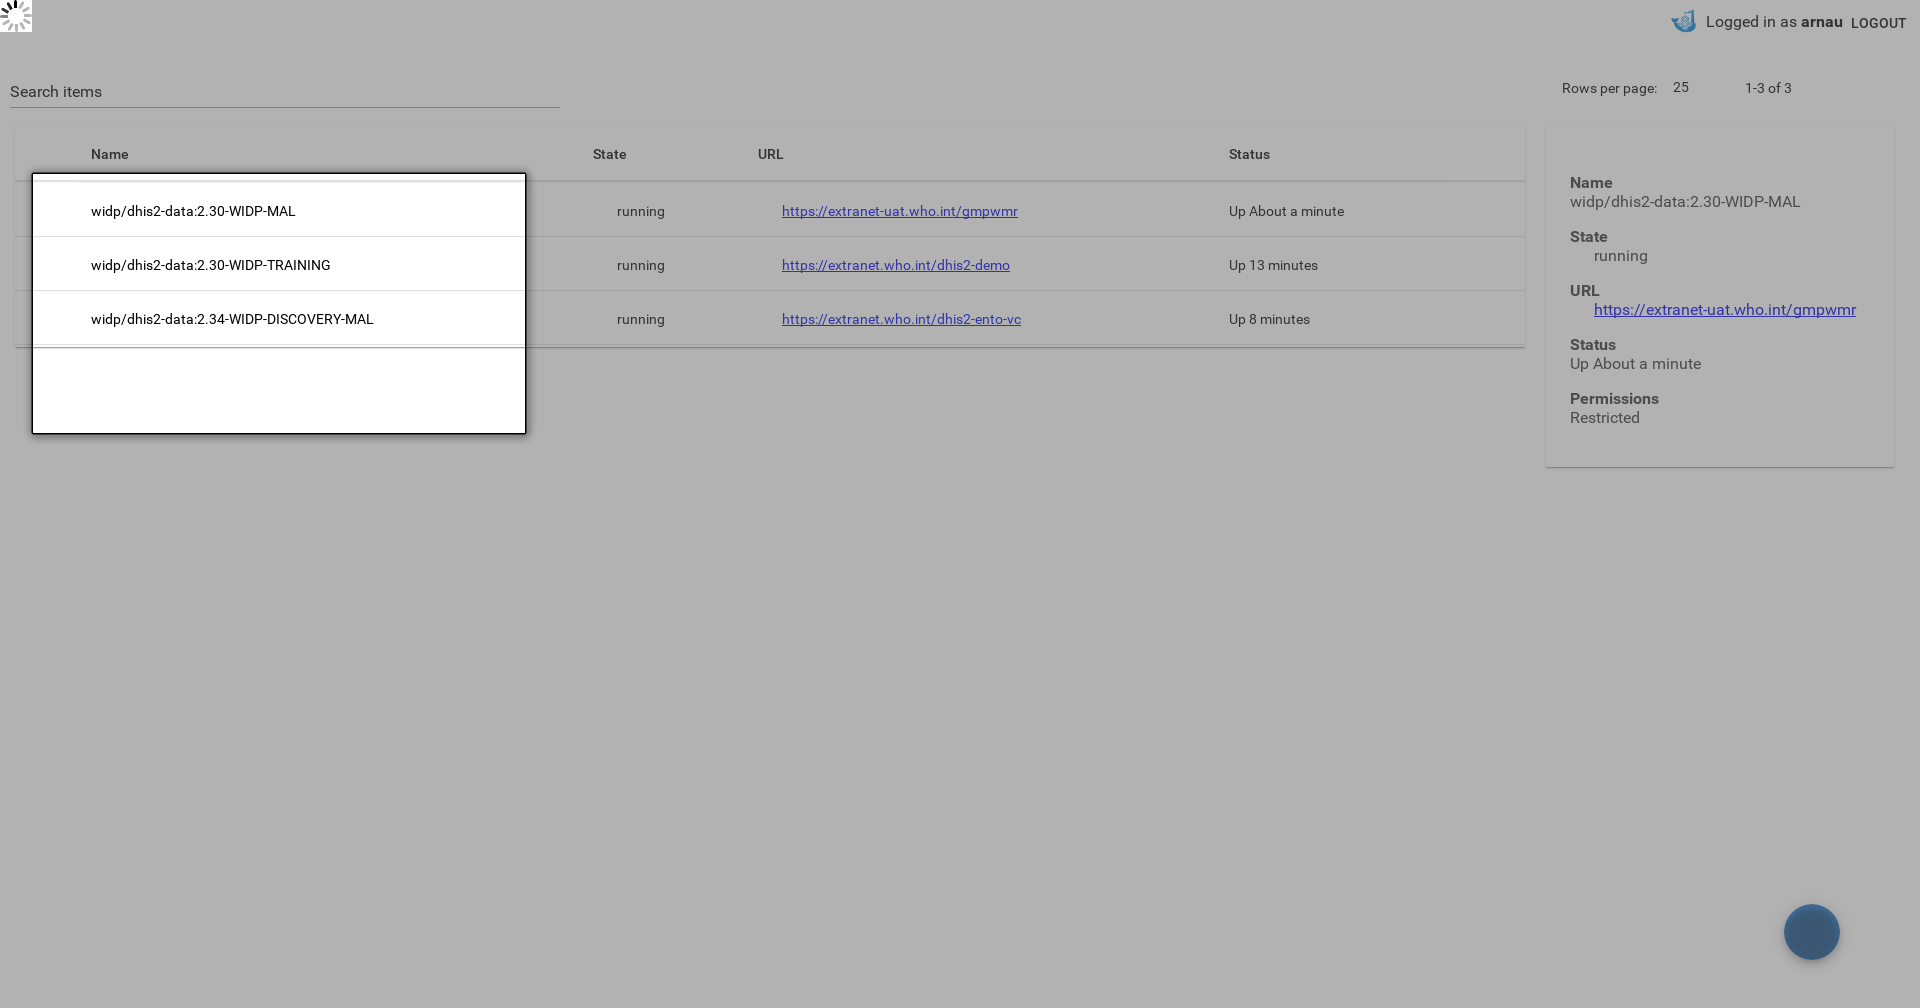 Logged in as arnau LOGOUT
Search items
Rows per page: 25 1-3 of 3
Name State URL Status
widp/dhis2-data:2.30-WIDP-MAL running https://extranet-uat.who.int/gmpwmr Up About a minute
widp/dhis2-data:2.30-WIDP-TRAINING running https://extranet.who.int/dhis2-demo Up 13 minutes
widp/dhis2-data:2.34-WIDP-DISCOVERY-MAL running https://extranet.who.int/dhis2-ento-vc Up 8 minutes
Name
widp/dhis2-data:2.30-WIDP-MAL
State
running
URL
https://extranet-uat.who.int/gmpwmr
Status
Up About a minute
Permissions
Restricted